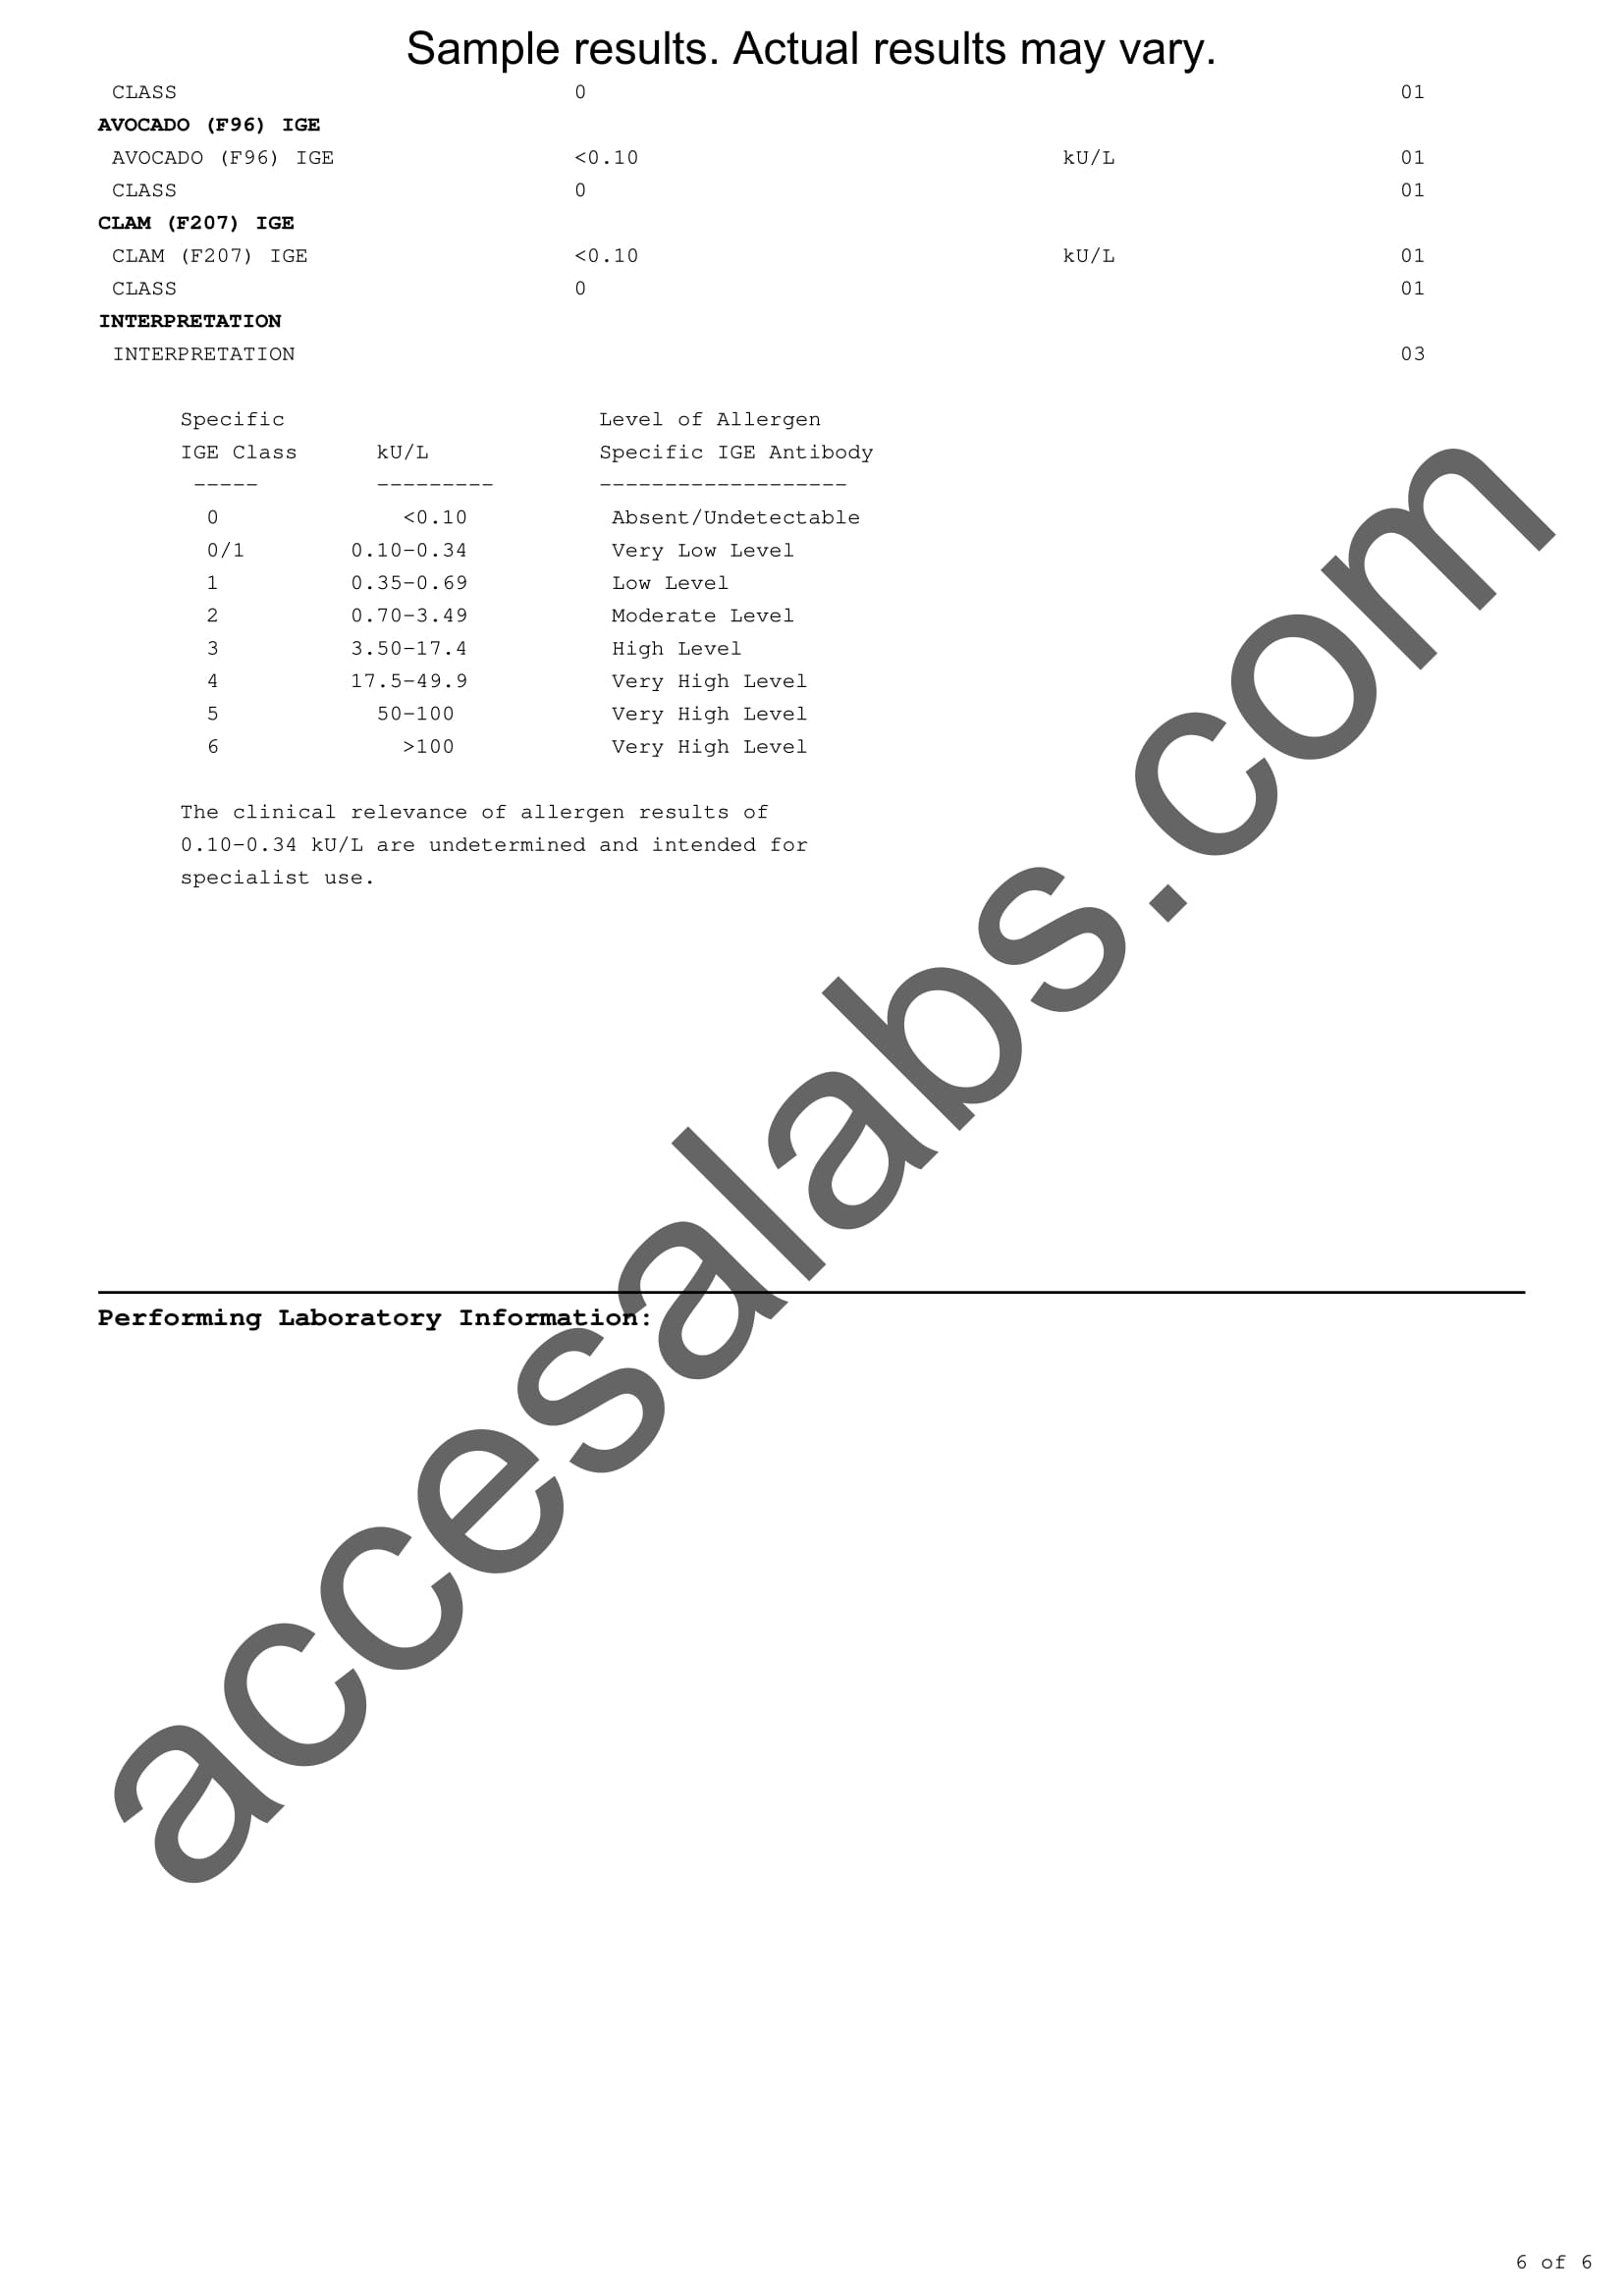 Sample results. Actual results may vary.
CLASS 0 01
AVOCADO (F96) IGE
AVOCADO (F96) IGE <0.10 kU/L 01
CLASS 0 01
CLAM (F207) IGE
CLAM (F207) IGE <0.10 kU/L 01
CLASS 0 01
INTERPRETATION
INTERPRETATION 03
Specific Level of Allergen
IGE Class kU/L Specific IGE Antibody
----- --------- -------------------
0 <0.10 Absent/Undetectable
0/1 0.10-0.34 Very Low Level
1 0.35-0.69 Low Level
2 0.70-3.49 Moderate Level
3 3.50-17.4 High Level
4 17.5-49.9 Very High Level
5 50-100 Very High Level
6 >100 Very High Level
The clinical relevance of allergen results of
0.10-0.34 kU/L are undetermined and intended for
specialist use.
accesalabs.com
Performing Laboratory Information:
6 of 6